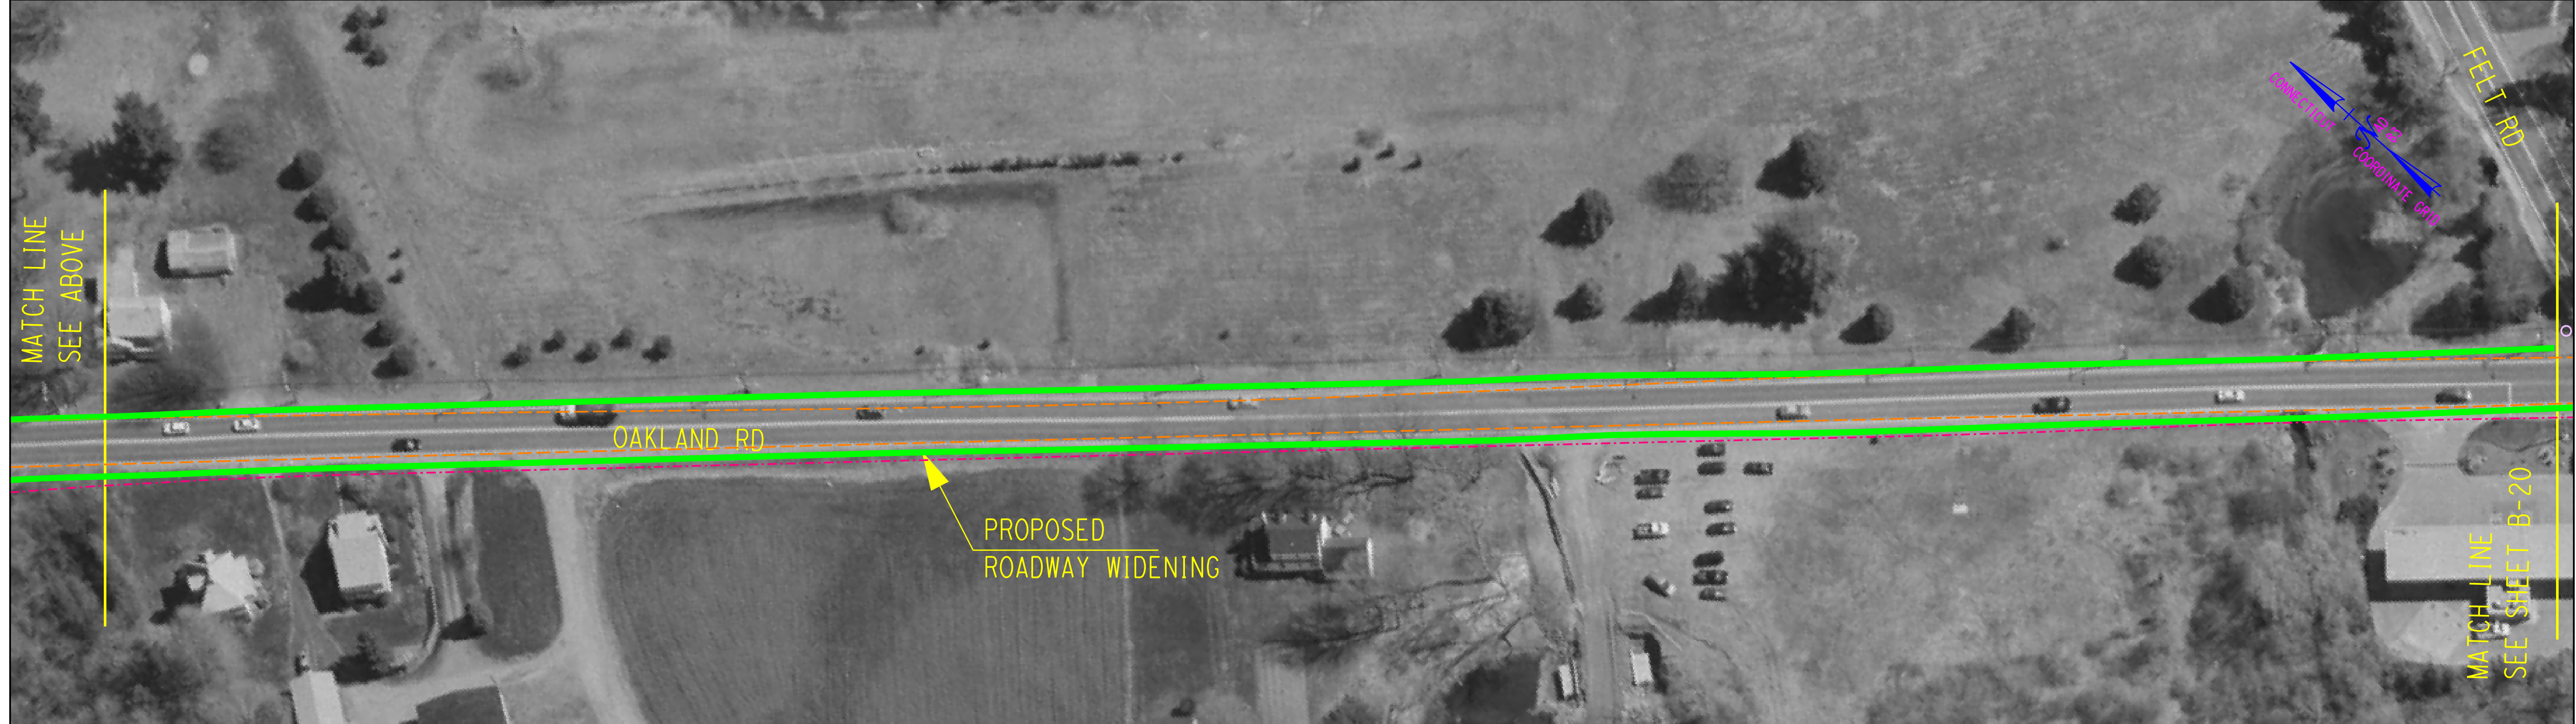 MATCH LINE
SEE ABOVE
OAKLAND RD
PROPOSED
ROADWAY WIDENING
FELT RD
CONNECTICUT
COORDINATE GRID
MATCH LINE
SEE SHEET B-20